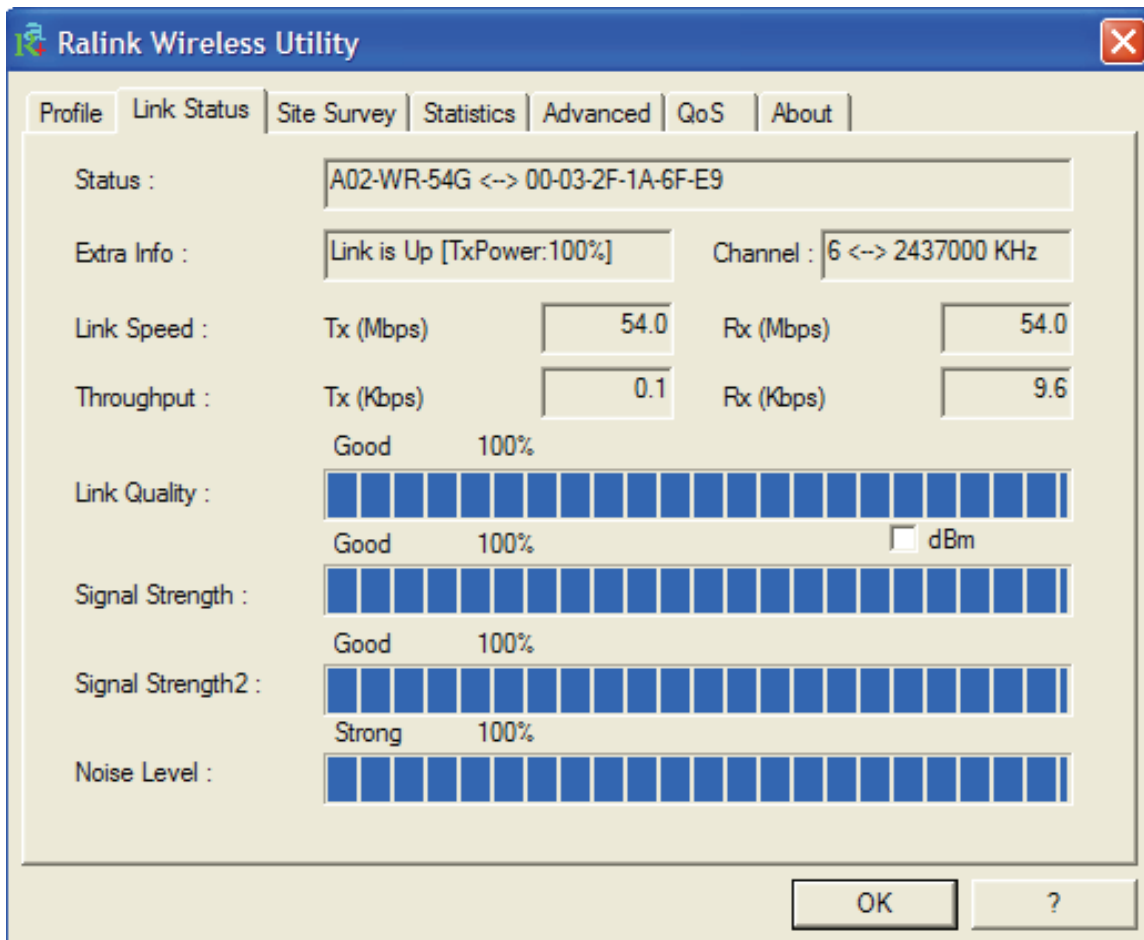 Ralink Wireless Utility
Profile Link Status Site Survey Statistics Advanced QoS About
Status : A02-WR-54G <--> 00-03-2F-1A-6F-E9
Extra Info : Link is Up [TxPower:100%] Channel : 6 <--> 2437000 KHz
Link Speed : Tx (Mbps) 54.0 Rx (Mbps) 54.0
Throughput : Tx (Kbps) 0.1 Rx (Kbps) 9.6
Good 100%
Link Quality :
Good 100% dBm
Signal Strength :
Good 100%
Signal Strength2 :
Strong 100%
Noise Level :
OK ?